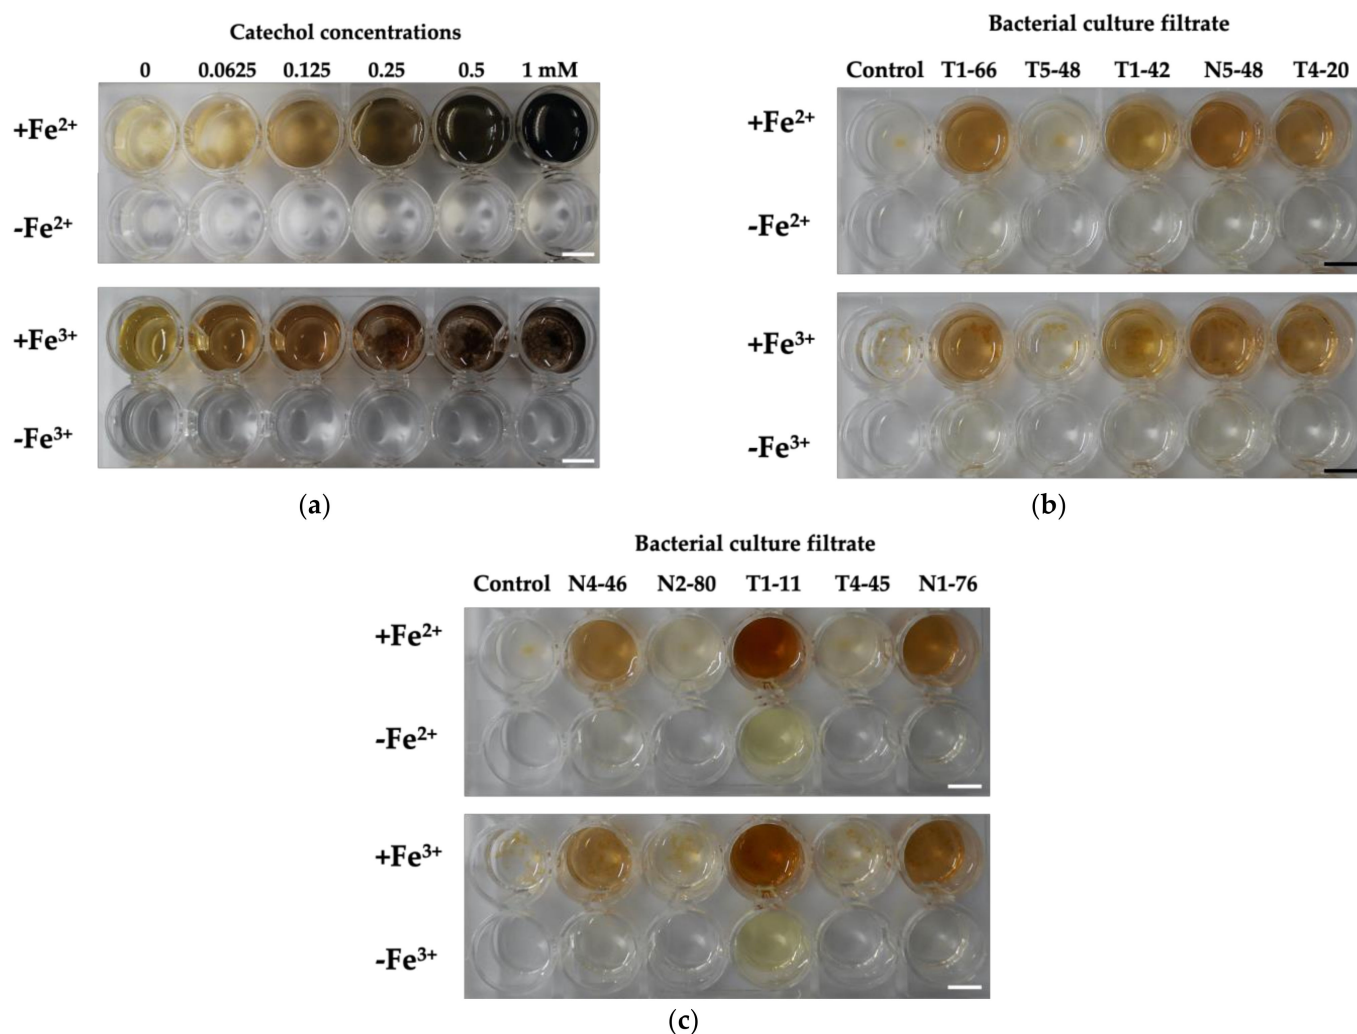 Catechol concentrations
0 0.0625 0.125 0.25 0.5 1 mM
+Fe²⁺
-Fe²⁺
+Fe³⁺
-Fe³⁺
(a)
Bacterial culture filtrate
Control T1-66 T5-48 T1-42 N5-48 T4-20
+Fe²⁺
-Fe²⁺
+Fe³⁺
-Fe³⁺
(b)
Bacterial culture filtrate
Control N4-46 N2-80 T1-11 T4-45 N1-76
+Fe²⁺
-Fe²⁺
+Fe³⁺
-Fe³⁺
(c)